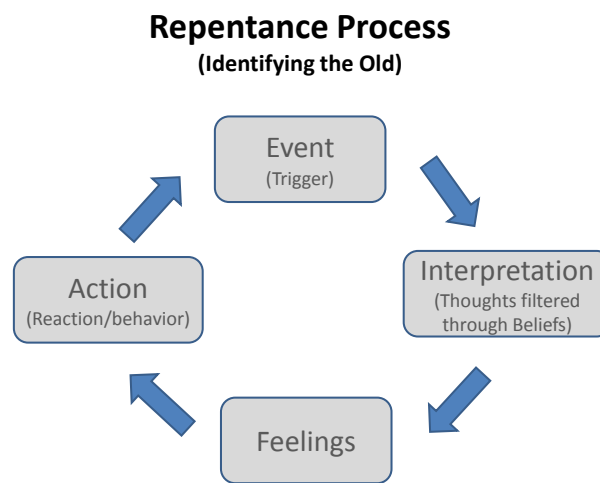 Repentance Process
(Identifying the Old)
Event
(Trigger)
Interpretation
(Thoughts filtered
through Beliefs)
Action
(Reaction/behavior)
Feelings